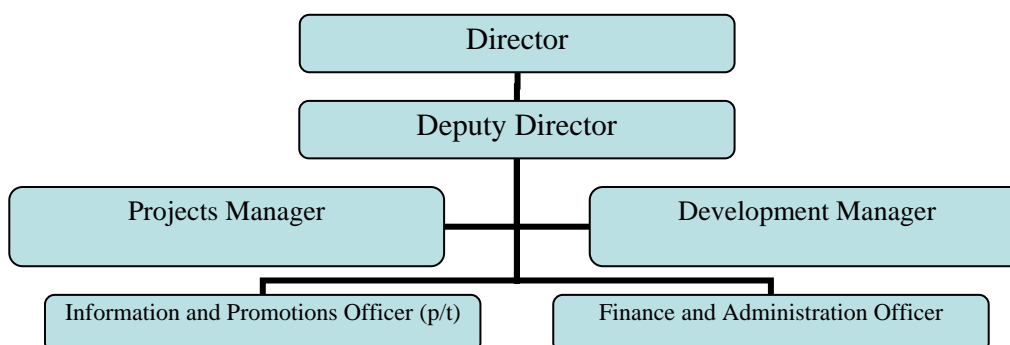 Director
Deputy Director
Projects Manager
Development Manager
Information and Promotions Officer (p/t)
Finance and Administration Officer